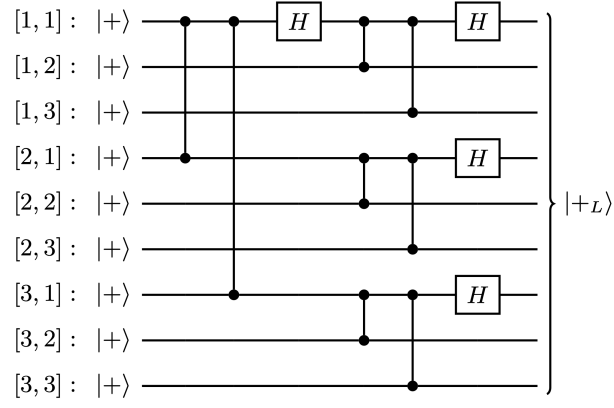 [1, 1] : |+⟩ H H
[1, 2] : |+⟩
[1, 3] : |+⟩
[2, 1] : |+⟩ H
[2, 2] : |+⟩ |+_L⟩
[2, 3] : |+⟩
[3, 1] : |+⟩ H
[3, 2] : |+⟩
[3, 3] : |+⟩